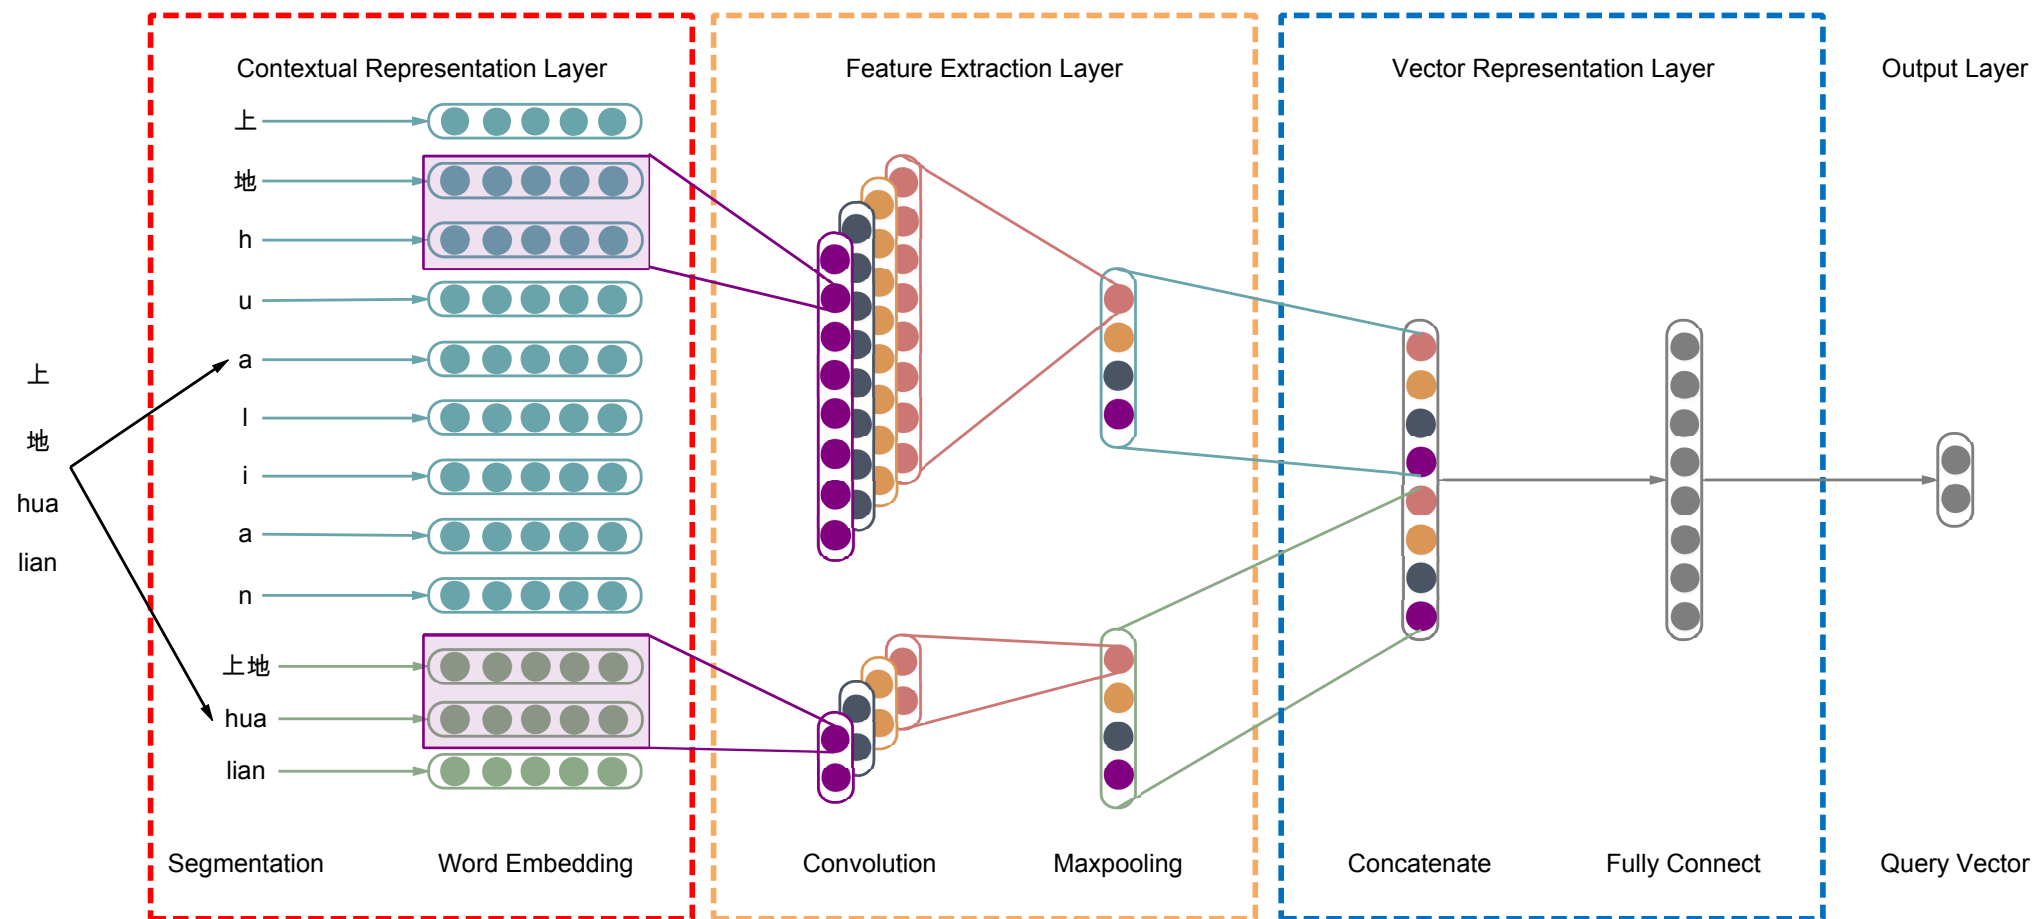 Contextual Representation Layer
Feature Extraction Layer
Vector Representation Layer
Output Layer
上
地
hua
lian
上
地
h
u
a
l
i
a
n
上地
hua
lian
Segmentation
Word Embedding
Convolution
Maxpooling
Concatenate
Fully Connect
Query Vector